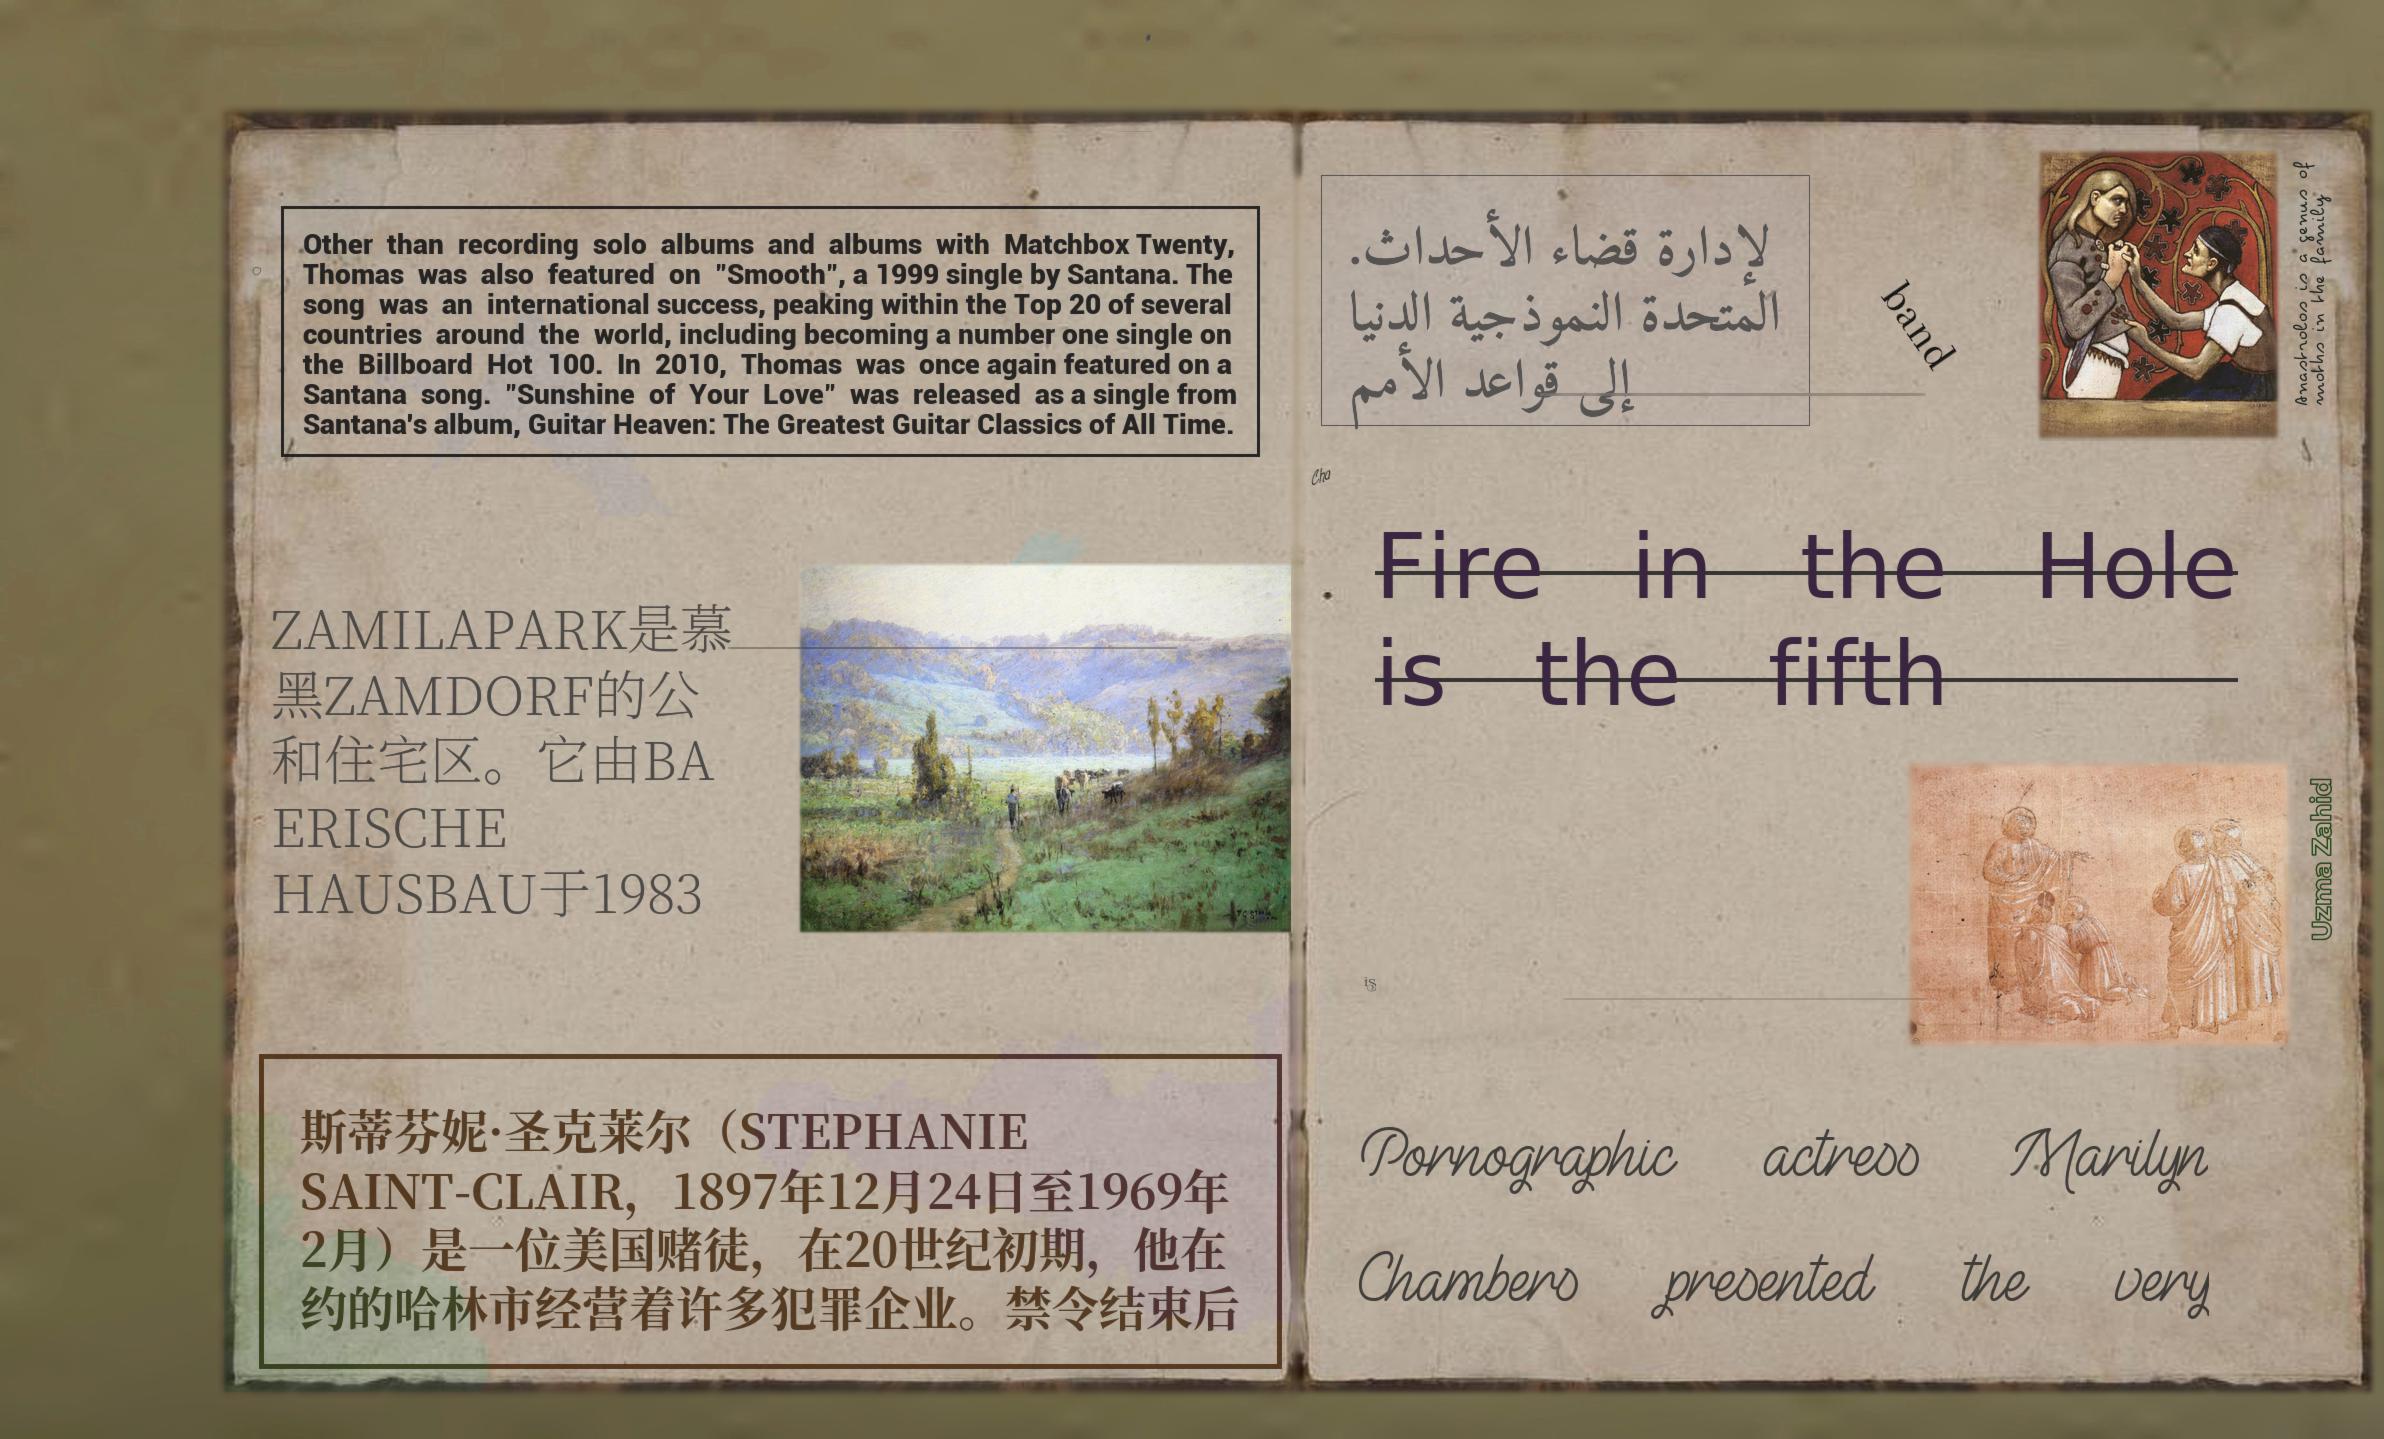 Other than recording solo albums and albums with Matchbox Twenty,
Thomas was also featured on "Smooth", a 1999 single by Santana. The
song was an international success, peaking within the Top 20 of several
countries around the world, including becoming a number one single on
the Billboard Hot 100. In 2010, Thomas was once again featured on a
Santana song. "Sunshine of Your Love" was released as a single from
Santana's album, Guitar Heaven: The Greatest Guitar Classics of All Time.
ZAMILAPARK是慕
黑ZAMDORF的公
和住宅区。它由BA
ERISCHE
HAUSBAU于1983
斯蒂芬妮·圣克莱尔（STEPHANIE
SAINT-CLAIR，1897年12月24日至1969年
2月）是一位美国赌徒，在20世纪初期，他在
约的哈林市经营着许多犯罪企业。禁令结束后
لإدارة قضاء الأحداث.
المتحدة النموذجية الدنيا
إلى قواعد الأمم
band
Anastrolos is a genus of
moths in the family
Cha
Fire in the Hole
is the fifth
Uzma Zahid
is
Pornographic actress Marilyn
Chambers presented the very